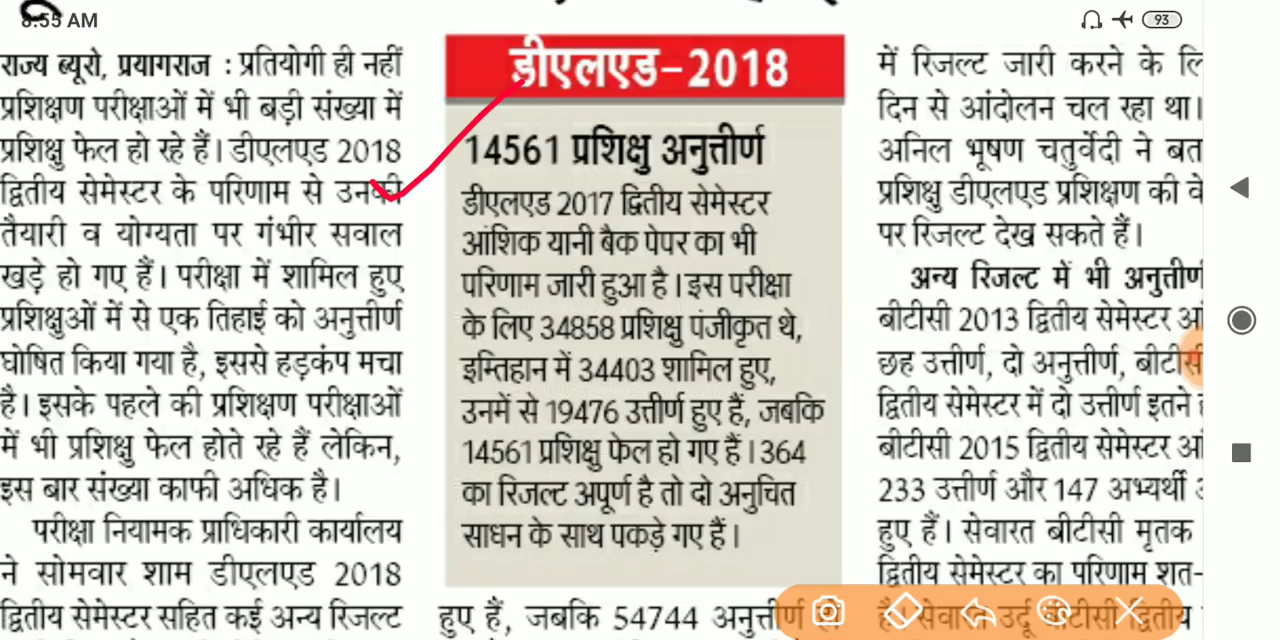 8:55 AM
93
राज्य ब्यूरो, प्रयागराज : प्रतियोगी ही नहीं
प्रशिक्षण परीक्षाओं में भी बड़ी संख्या में
प्रशिक्षु फेल हो रहे हैं। डीएलएड 2018
द्वितीय सेमेस्टर के परिणाम से उनकी
तैयारी व योग्यता पर गंभीर सवाल
खड़े हो गए हैं। परीक्षा में शामिल हुए
प्रशिक्षुओं में से एक तिहाई को अनुत्तीर्ण
घोषित किया गया है, इससे हड़कंप मचा
है। इसके पहले की प्रशिक्षण परीक्षाओं
में भी प्रशिक्षु फेल होते रहे हैं लेकिन,
इस बार संख्या काफी अधिक है।
परीक्षा नियामक प्राधिकारी कार्यालय
ने सोमवार शाम डीएलएड 2018
द्वितीय सेमेस्टर सहित कई अन्य रिजल्ट
डीएलएड-2018
14561 प्रशिक्षु अनुत्तीर्ण
डीएलएड 2017 द्वितीय सेमेस्टर
आंशिक यानी बैक पेपर का भी
परिणाम जारी हुआ है। इस परीक्षा
के लिए 34858 प्रशिक्षु पंजीकृत थे,
इम्तिहान में 34403 शामिल हुए,
उनमें से 19476 उत्तीर्ण हुए हैं, जबकि
14561 प्रशिक्षु फेल हो गए हैं। 364
का रिजल्ट अपूर्ण है तो दो अनुचित
साधन के साथ पकड़े गए हैं।
हुए हैं, जबकि 54744 अनुत्तीर्ण
में रिजल्ट जारी करने के
दिन से आंदोलन चल रहा था।
अनिल भूषण चतुर्वेदी ने
प्रशिक्षु डीएलएड प्रशिक्षण की
पर रिजल्ट देख सकते हैं।
अन्य रिजल्ट में भी अनुत्तीर्ण
बीटीसी 2013 द्वितीय सेमेस्टर
छह उत्तीर्ण, दो अनुत्तीर्ण, बीटीसी
द्वितीय सेमेस्टर में दो उत्तीर्ण इतने
बीटीसी 2015 द्वितीय सेमेस्टर
233 उत्तीर्ण और 147 अभ्यर्थी
हुए हैं। सेवारत बीटीसी मृतक
द्वितीय सेमेस्टर का परिणाम शत-
है। सेवारत उर्दू बीटीसी द्वितीय